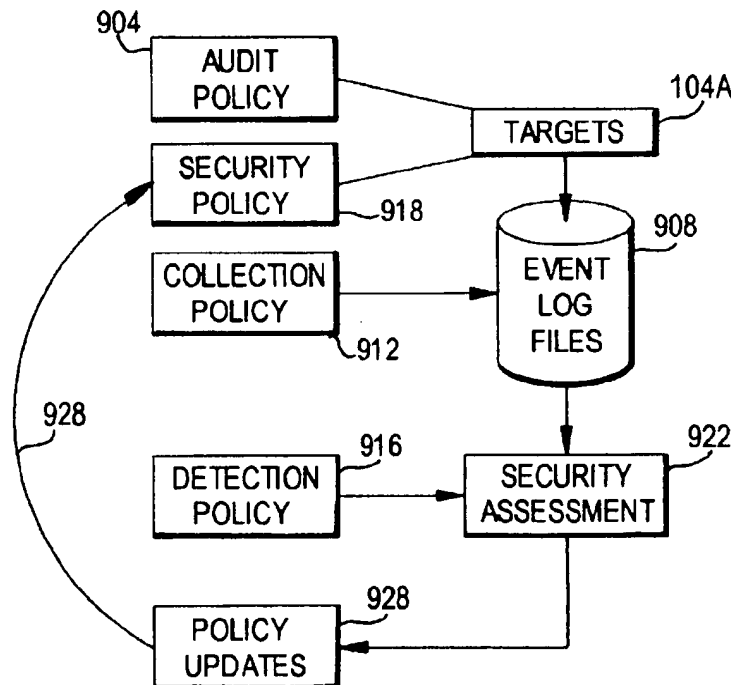 904
AUDIT
POLICY
104A
TARGETS
SECURITY
POLICY
918
908
EVENT
LOG
FILES
COLLECTION
POLICY
912
928
916
DETECTION
POLICY
922
SECURITY
ASSESSMENT
928
POLICY
UPDATES